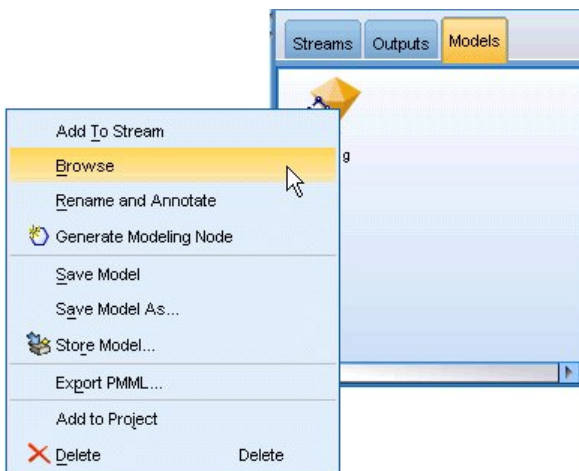 Streams Outputs Models
g
Add To Stream
Browse
Rename and Annotate
Generate Modeling Node
Save Model
Save Model As...
Store Model...
Export PMML...
Add to Project
Delete Delete